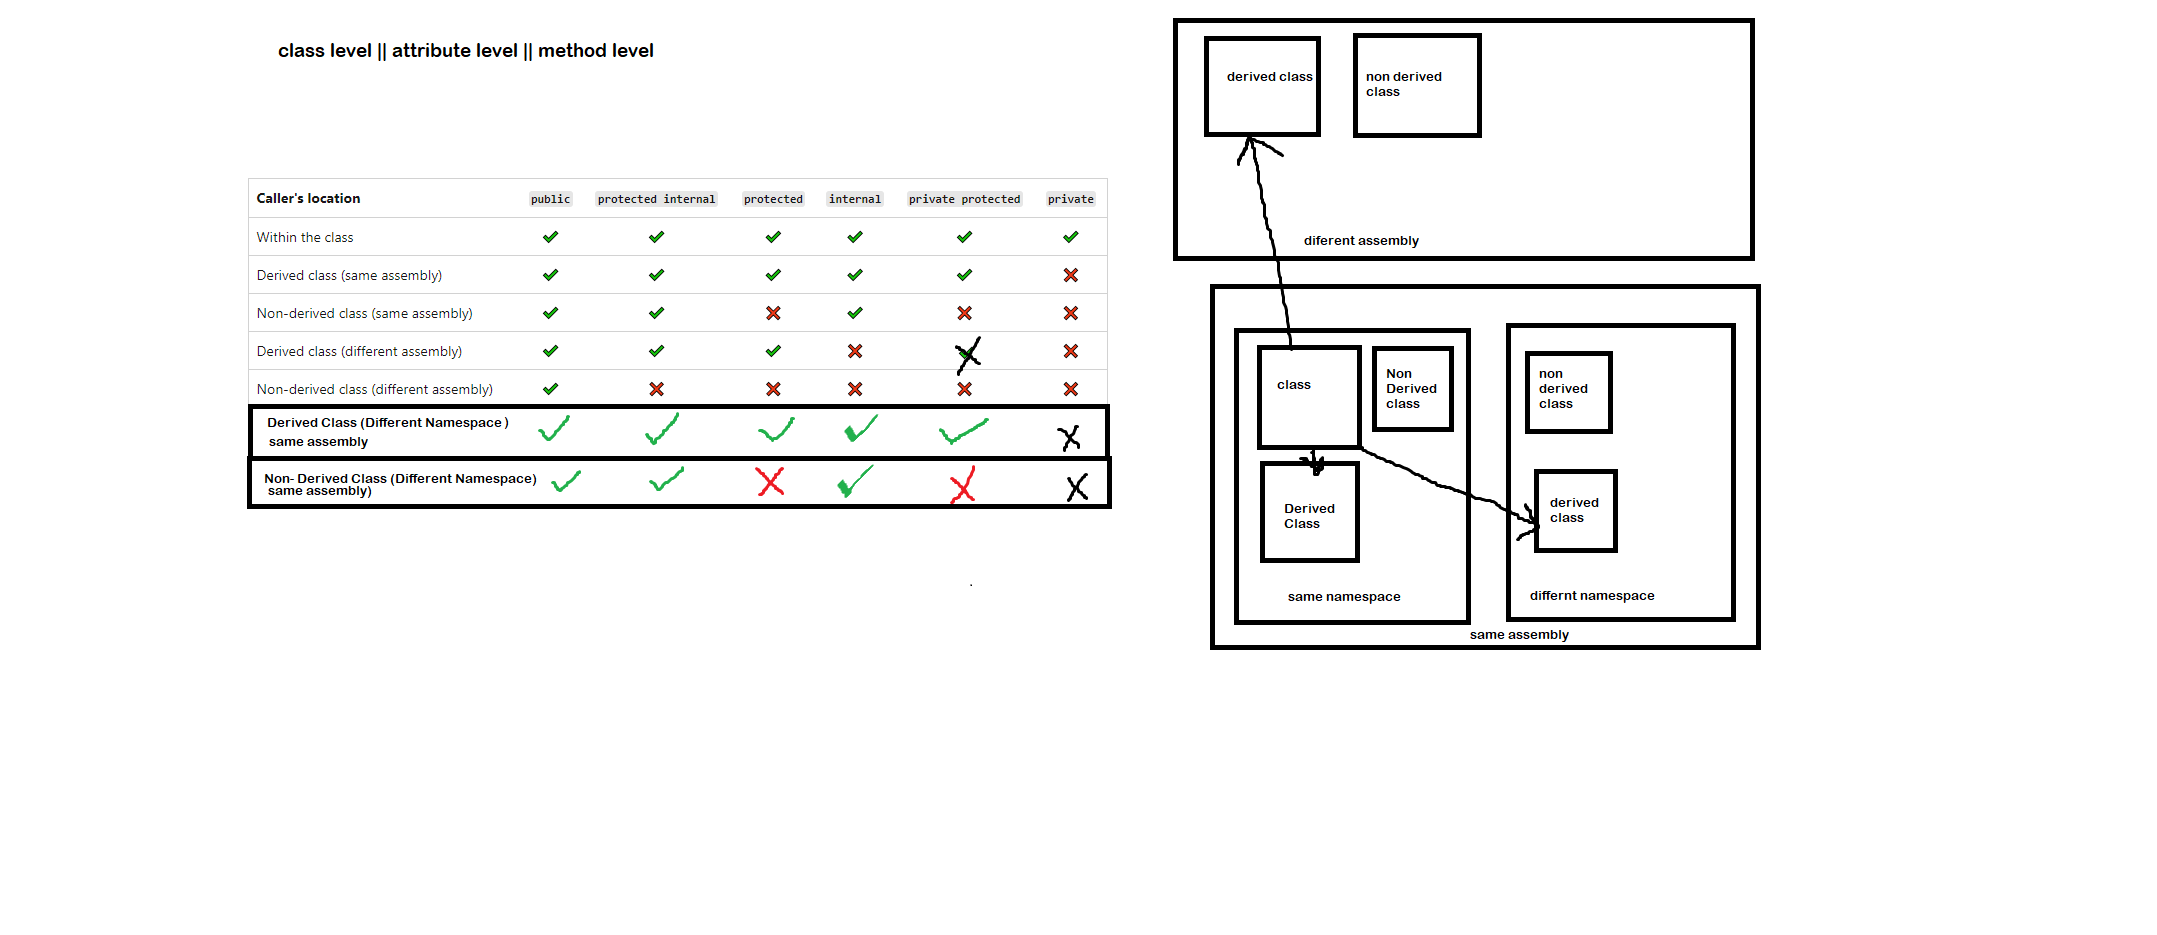 class level || attribute level || method level
Caller's location public protected internal protected internal private protected private
Within the class
Derived class (same assembly)
Non-derived class (same assembly)
Derived class (different assembly)
Non-derived class (different assembly)
Derived Class (Different Namespace )
same assembly
Non- Derived Class (Different Namespace)
same assembly)
derived class
non derived
class
diferent assembly
class
Non
Derived
class
non
derived
class
Derived
Class
derived
class
same namespace
differnt namespace
same assembly